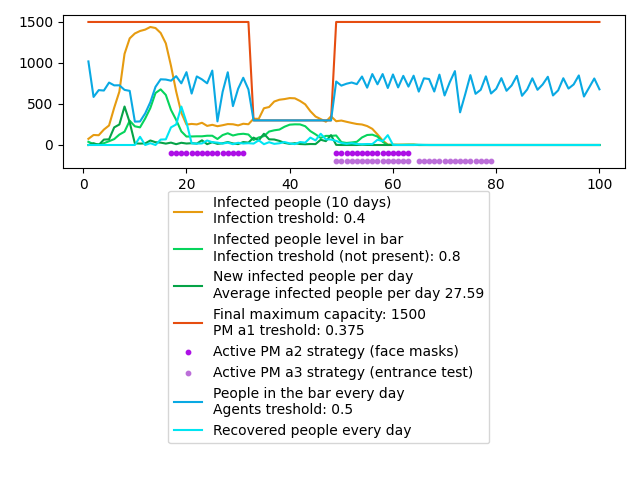 1500
1000
500
0
0
20
40
60
80
100
Infected people (10 days)
Infection treshold: 0.4
Infected people level in bar
Infection treshold (not present): 0.8
New infected people per day
Average infected people per day 27.59
Final maximum capacity: 1500
PM a1 treshold: 0.375
Active PM a2 strategy (face masks)
Active PM a3 strategy (entrance test)
People in the bar every day
Agents treshold: 0.5
Recovered people every day